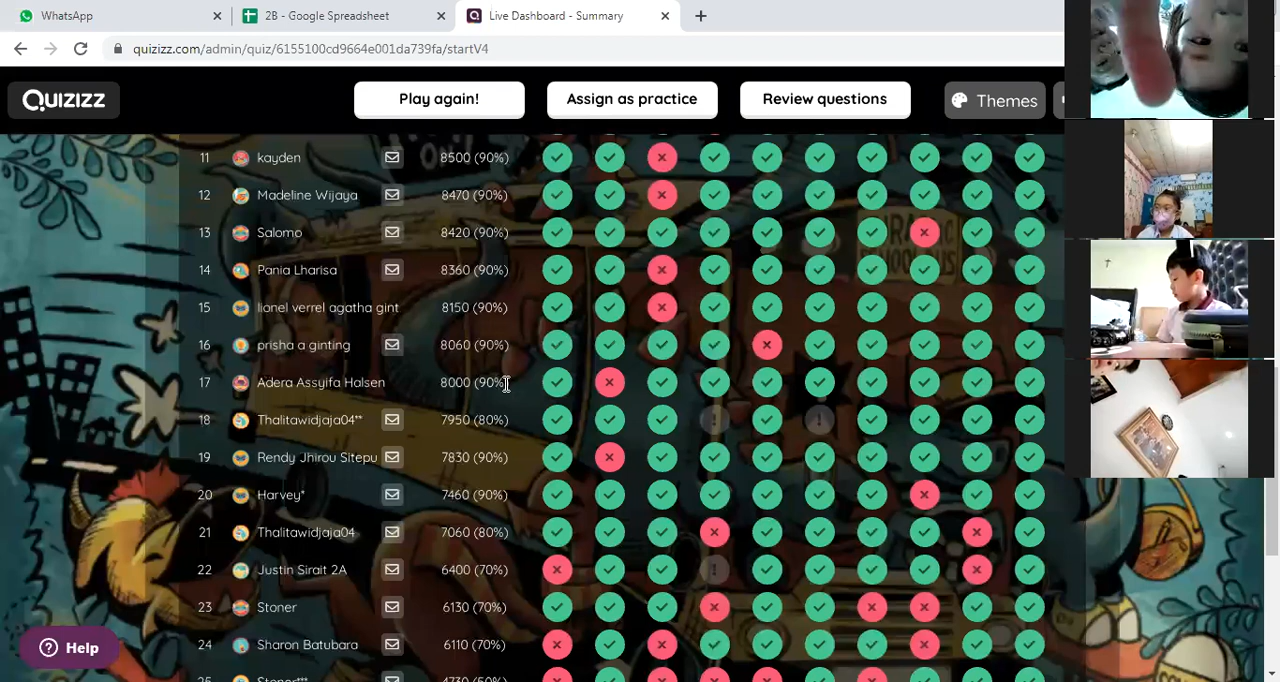 WhatsApp
2B - Google Spreadsheet
Live Dashboard - Summary
quizizz.com/admin/quiz/6155100cd9664e001da739fa/startV4
QUIZIZZ
Play again!
Assign as practice
Review questions
Themes
11 kayden 8500 (90%)
12 Madeline Wijaya 8470 (90%)
13 Salomo 8420 (90%)
14 Pania Lharisa 8360 (90%)
15 lionel verrel agatha gint 8150 (90%)
16 prisha a ginting 8060 (90%)
17 Adera Assyifa Halsen 8000 (90%)
18 Thalitawidjaja04** 7950 (80%)
19 Rendy Jhirou Sitepu 7830 (90%)
20 Harvey* 7460 (90%)
21 Thalitawidjaja04 7060 (80%)
22 Justin Sirait 2A 6400 (70%)
23 Stoner 6130 (70%)
24 Sharon Batubara 6110 (70%)
Help